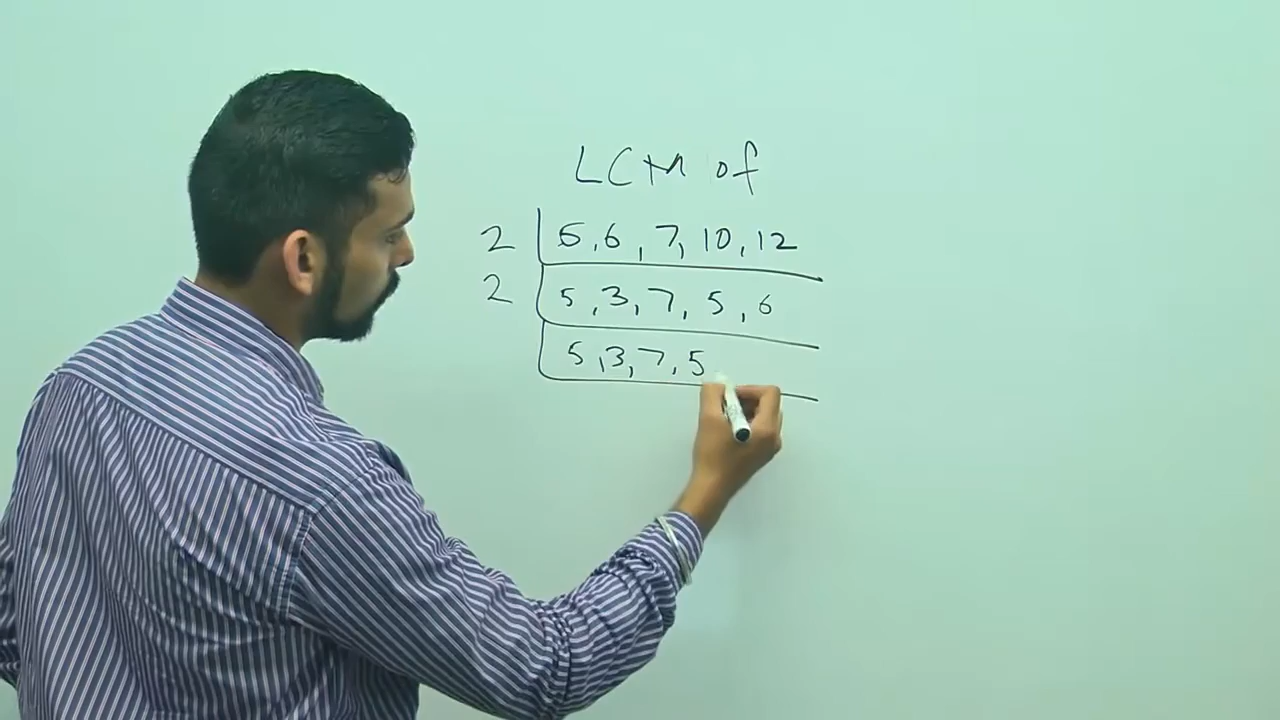 LCM of
2 5, 6, 7, 10, 12
2 5, 3, 7, 5, 6
5, 3, 7, 5